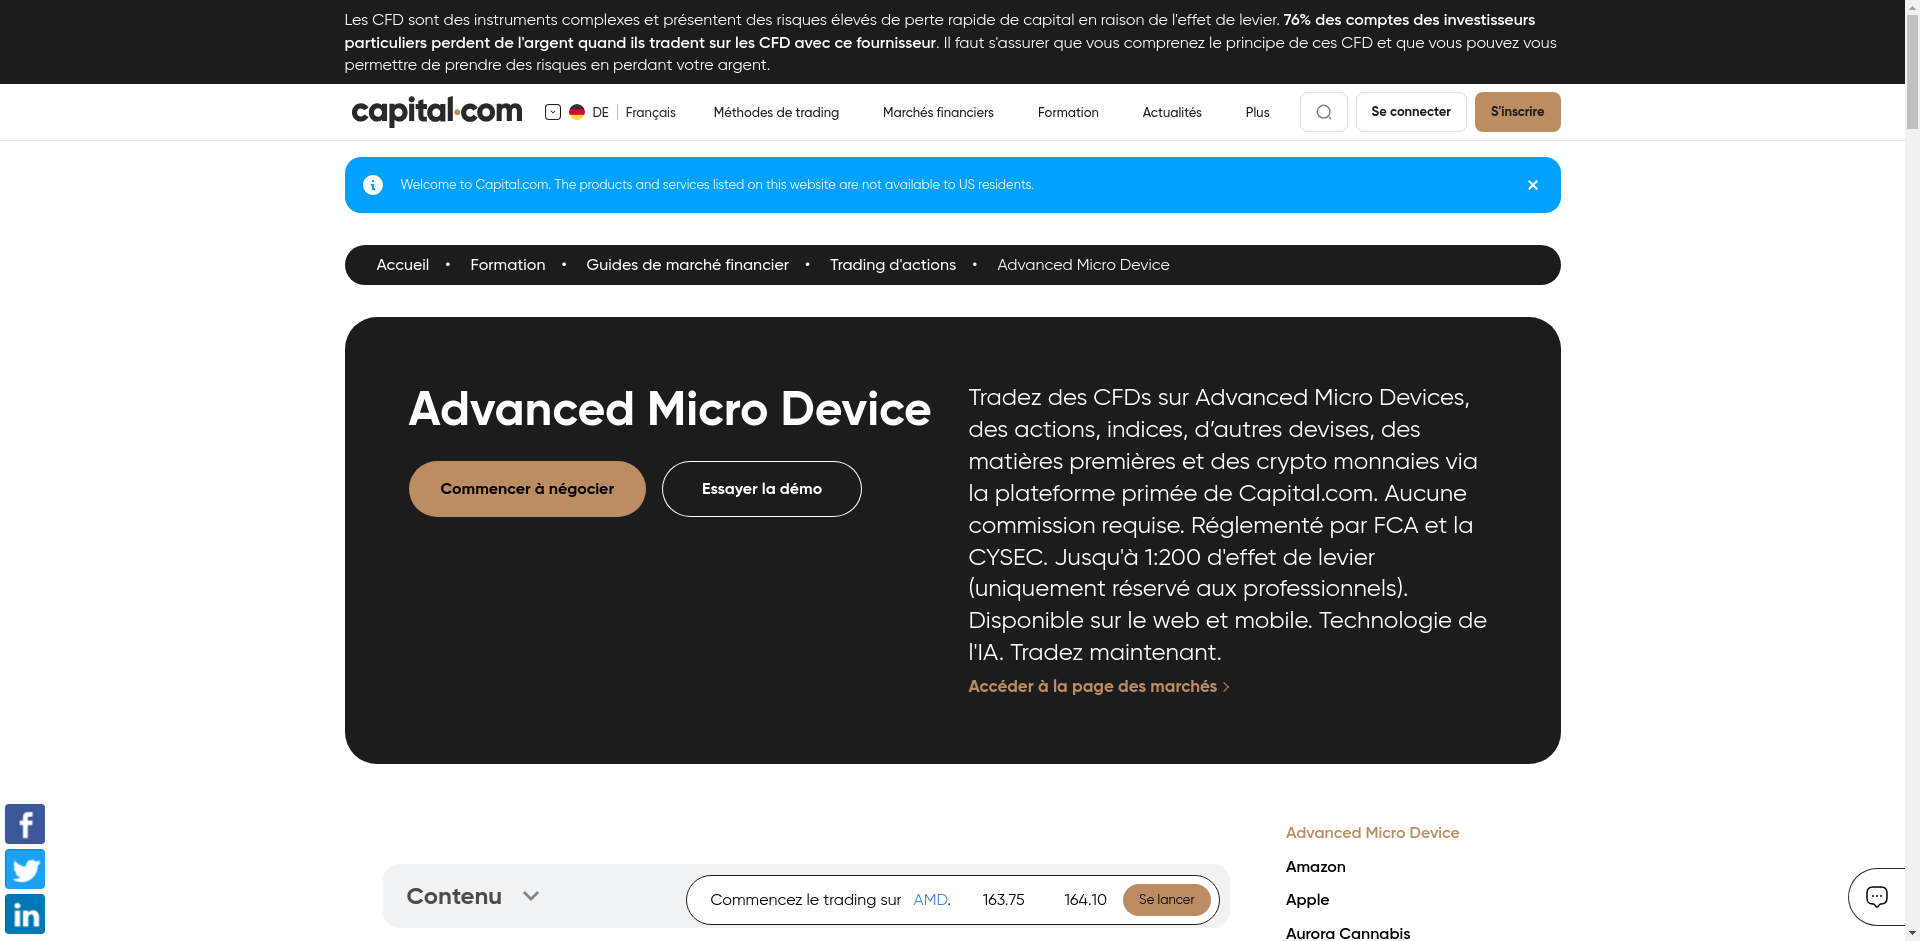 Les CFD sont des instruments complexes et présentent des risques élevés de perte rapide de capital en raison de l'effet de levier. 76% des comptes des investisseurs
particuliers perdent de l'argent quand ils tradent sur les CFD avec ce fournisseur. Il faut s'assurer que vous comprenez le principe de ces CFD et que vous pouvez vous
permettre de prendre des risques en perdant votre argent.
capital.com DE Français Méthodes de trading Marchés financiers Formation Actualités Plus Se connecter S'inscrire
Welcome to Capital.com. The products and services listed on this website are not available to US residents.
Accueil • Formation • Guides de marché financier • Trading d'actions • Advanced Micro Device
Advanced Micro Device
Commencer à négocier Essayer la démo
Tradez des CFDs sur Advanced Micro Devices,
des actions, indices, d’autres devises, des
matières premières et des crypto monnaies via
la plateforme primée de Capital.com. Aucune
commission requise. Réglementé par FCA et la
CYSEC. Jusqu'à 1:200 d'effet de levier
(uniquement réservé aux professionnels).
Disponible sur le web et mobile. Technologie de
l'IA. Tradez maintenant.
Accéder à la page des marchés
Contenu
Commencez le trading sur AMD. 163.75 164.10 Se lancer
Advanced Micro Device
Amazon
Apple
Aurora Cannabis